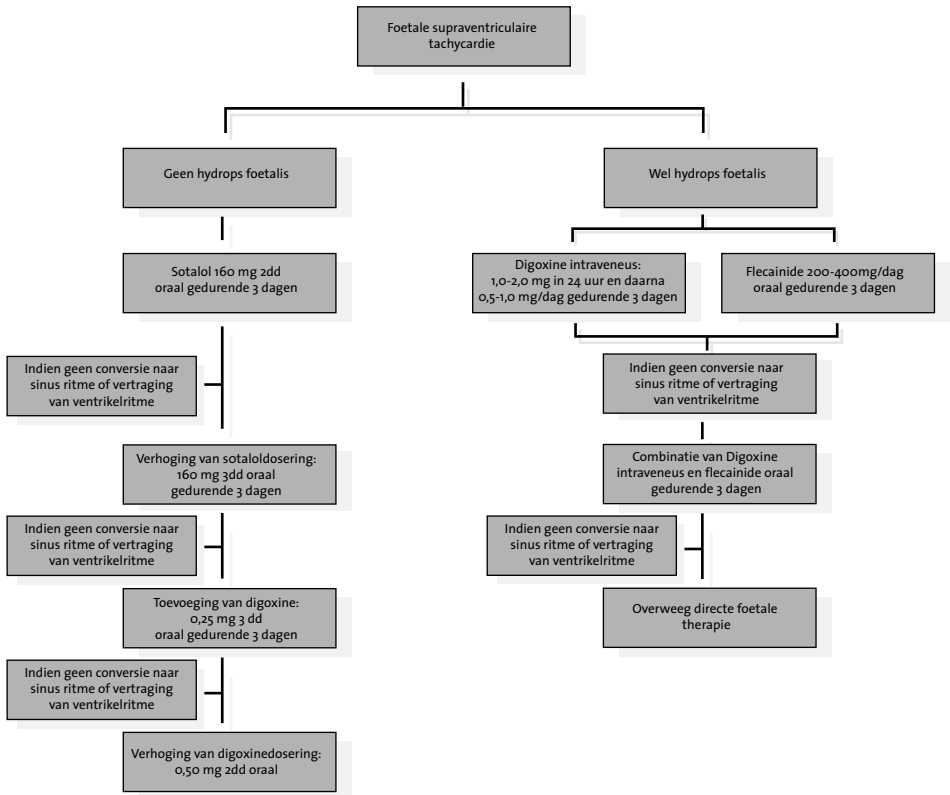 Foetale supraventriculaire
tachycardie
Geen hydrops foetalis
Wel hydrops foetalis
Sotalol 160 mg 2dd
oraal gedurende 3 dagen
Digoxine intraveneus:
1,0-2,0 mg in 24 uur en daarna
0,5-1,0 mg/dag gedurende 3 dagen
Flecainide 200-400mg/dag
oraal gedurende 3 dagen
Indien geen conversie naar
sinus ritme of vertraging
van ventrikelritme
Indien geen conversie naar
sinus ritme of vertraging
van ventrikelritme
Verhoging van sotaloldosering:
160 mg 3dd oraal
gedurende 3 dagen
Combinatie van Digoxine
intraveneus en flecainide oraal
gedurende 3 dagen
Indien geen conversie naar
sinus ritme of vertraging
van ventrikelritme
Indien geen conversie naar
sinus ritme of vertraging
van ventrikelritme
Toevoeging van digoxine:
0,25 mg 3 dd
oraal gedurende 3 dagen
Overweeg directe foetale
therapie
Indien geen conversie naar
sinus ritme of vertraging
van ventrikelritme
Verhoging van digoxinedosering:
0,50 mg 2dd oraal